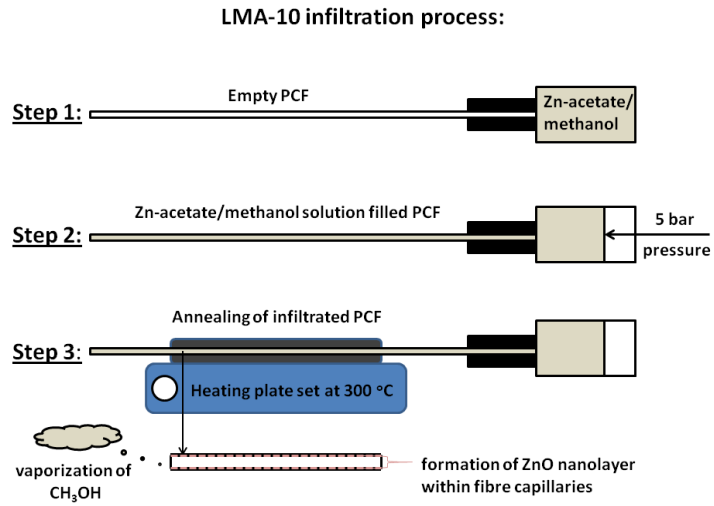 LMA-10 infiltration process:
Empty PCF
Step 1:
Zn-acetate/
methanol
Zn-acetate/methanol solution filled PCF
Step 2:
5 bar
pressure
Annealing of infiltrated PCF
Step 3:
Heating plate set at 300 °C
vaporization of
CH₃OH
formation of ZnO nanolayer
within fibre capillaries